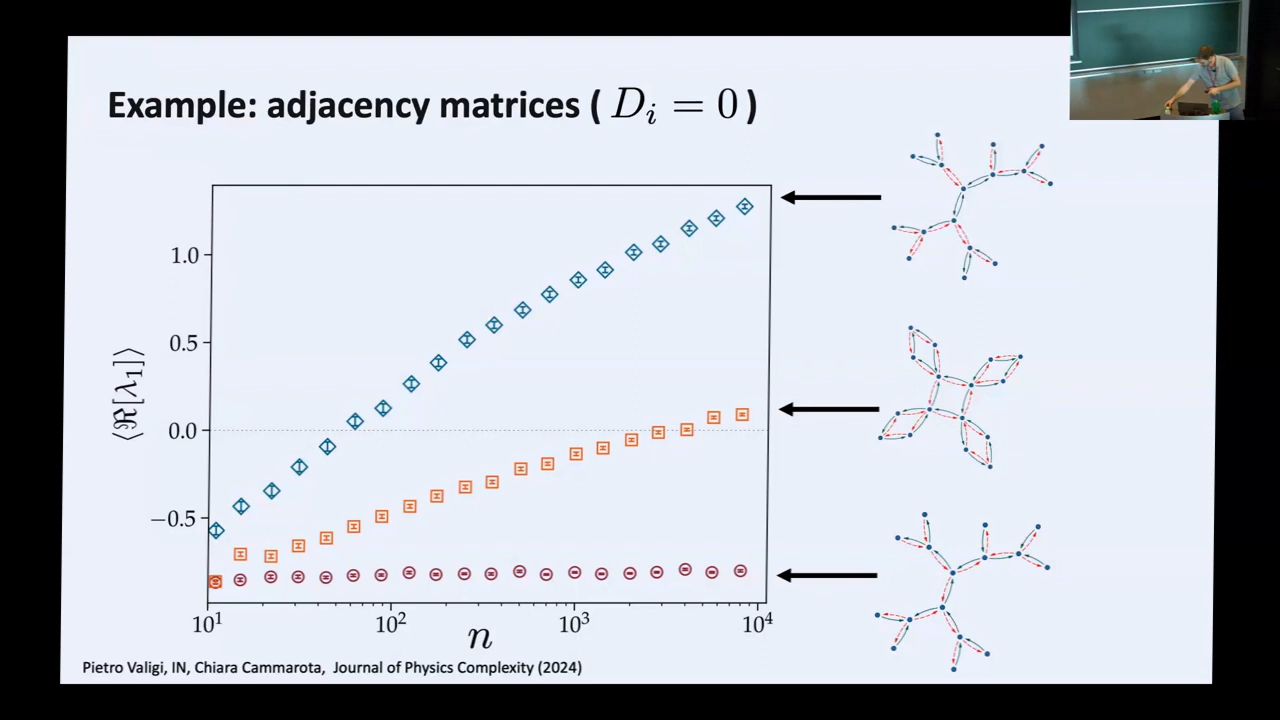 Example: adjacency matrices ( D_i = 0 )
1.0
0.5
0.0
−0.5
⟨ℜ[λ₁]⟩
10¹
10²
10³
10⁴
n
Pietro Valigi, IN, Chiara Cammarota, Journal of Physics Complexity (2024)